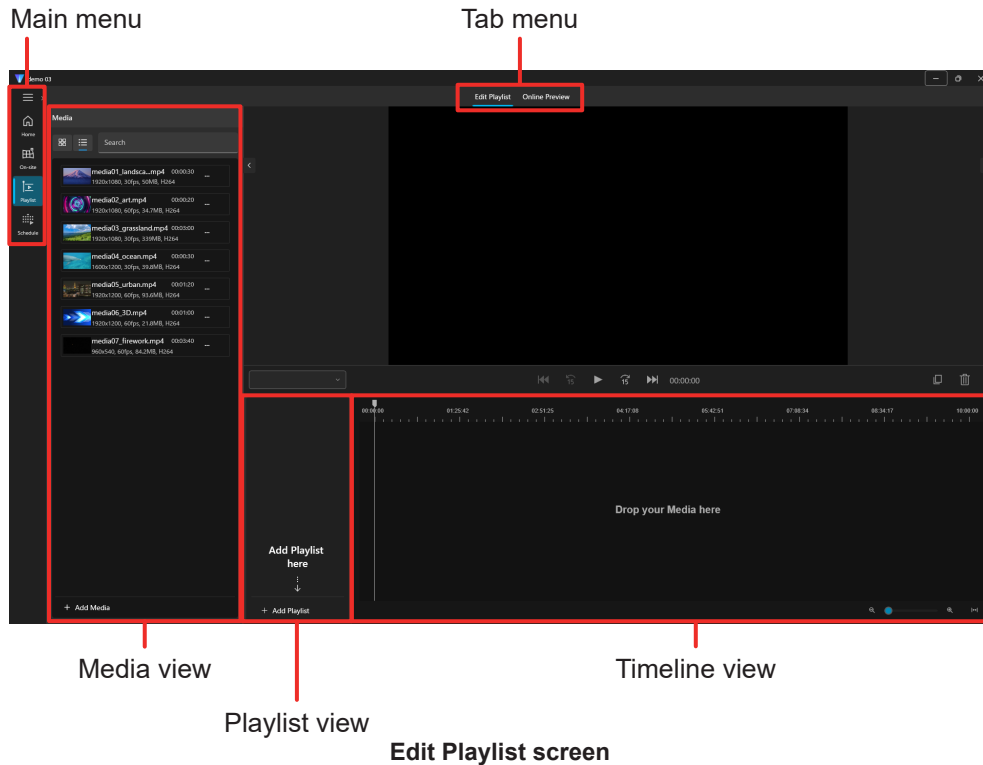 Main menu
Tab menu
demo 03
Edit Playlist
Online Preview
Home
On-site
Playlist
Schedule
Media
Search
media01_landsca...mp4 00:00:30 ...
1920x1080, 30fps, 50MB, H264
media02_art.mp4 00:00:20 ...
1920x1080, 60fps, 34.7MB, H264
media03_grassland.mp4 00:03:00 ...
1920x1080, 30fps, 339MB, H264
media04_ocean.mp4 00:00:30 ...
1600x1200, 30fps, 39.8MB, H264
media05_urban.mp4 00:01:20 ...
1920x1200, 60fps, 93.6MB, H264
media06_3D.mp4 00:01:00 ...
1920x1200, 60fps, 21.8MB, H264
media07_firework.mp4 00:03:40 ...
960x540, 60fps, 84.2MB, H264
+ Add Media
15
15
00:00:00
00:00:00 01:25:42 02:51:25 04:17:08 05:42:51 07:08:34 08:34:17 10:00:00
Drop your Media here
Add Playlist
here
+ Add Playlist
Media view
Timeline view
Playlist view
Edit Playlist screen